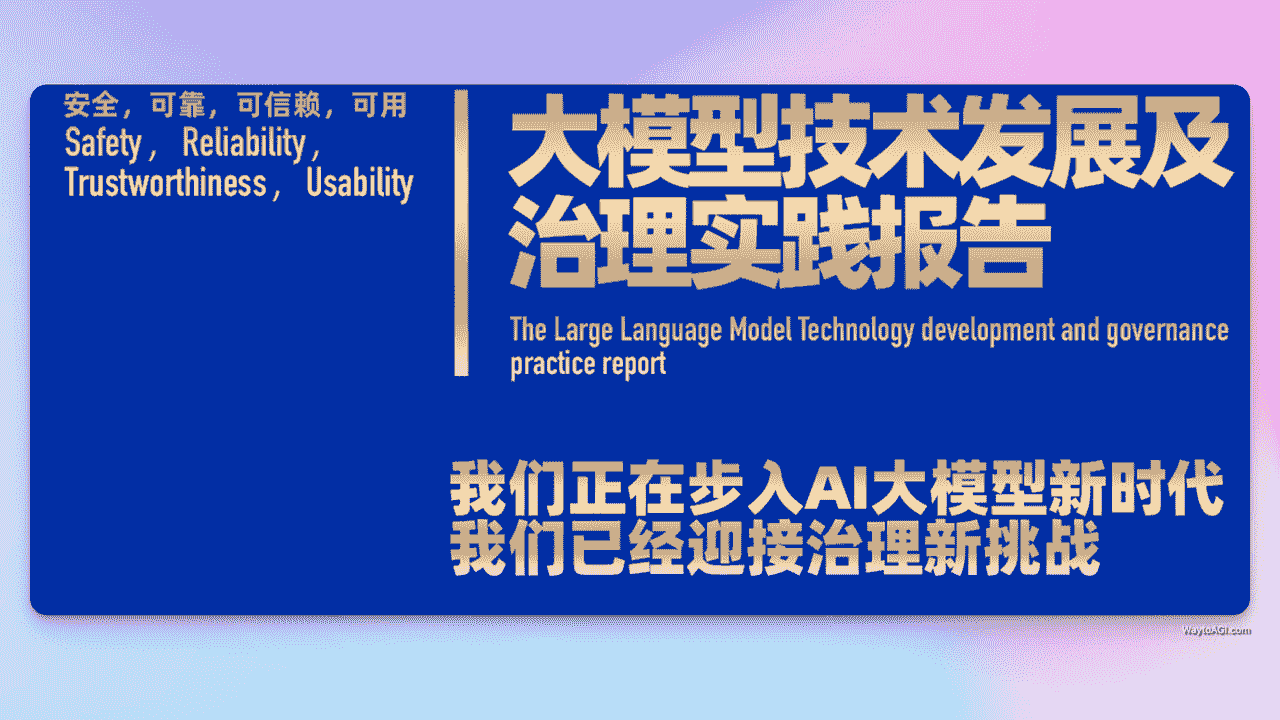 安全，可靠，可信赖，可用
Safety， Reliability，
Trustworthiness， Usability
大模型技术发展及
治理实践报告
The Large Language Model Technology development and governance
practice report
我们正在步入AI大模型新时代
我们已经迎接治理新挑战
WaytoAGI.com